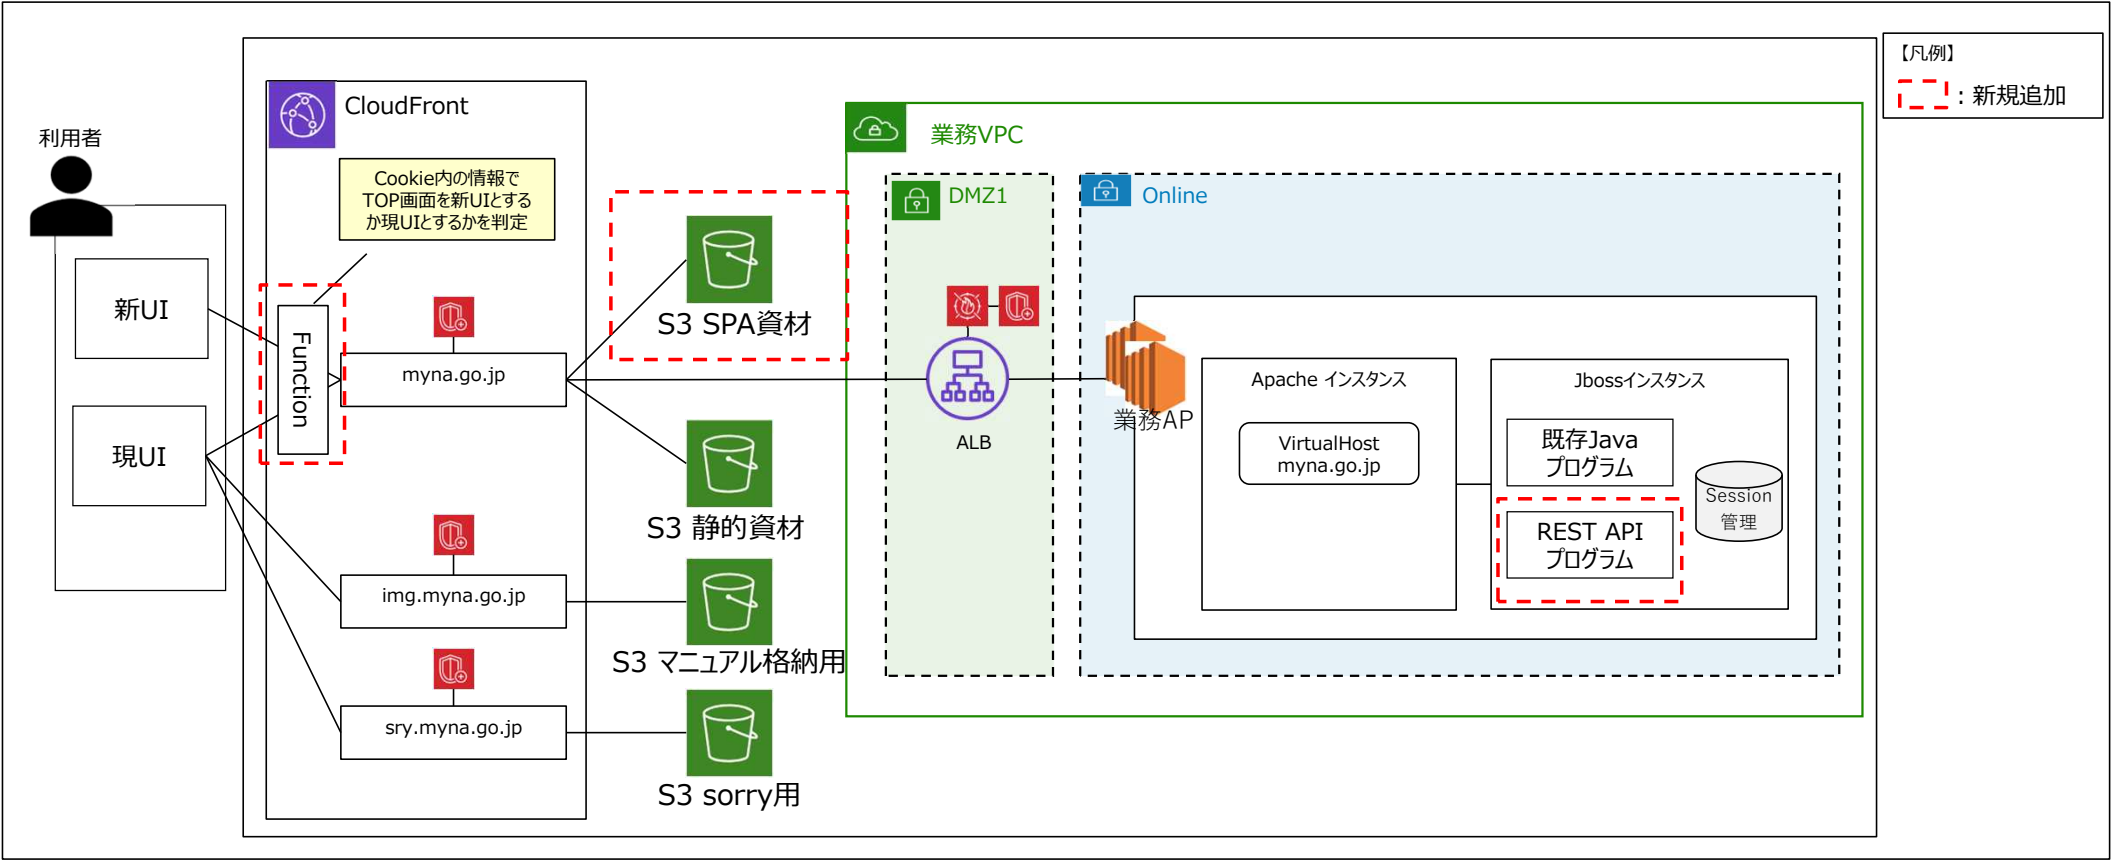 利用者
新UI
現UI
CloudFront
Cookie内の情報で
TOP画面を新UIとする
か現UIとするかを判定
Function
myna.go.jp
img.myna.go.jp
sry.myna.go.jp
S3 SPA資材
S3 静的資材
S3 マニュアル格納用
S3 sorry用
業務VPC
DMZ1
ALB
Online
業務AP
Apache インスタンス
VirtualHost
myna.go.jp
Jbossインスタンス
既存Java
プログラム
REST API
プログラム
Session
管理
【凡例】
：新規追加